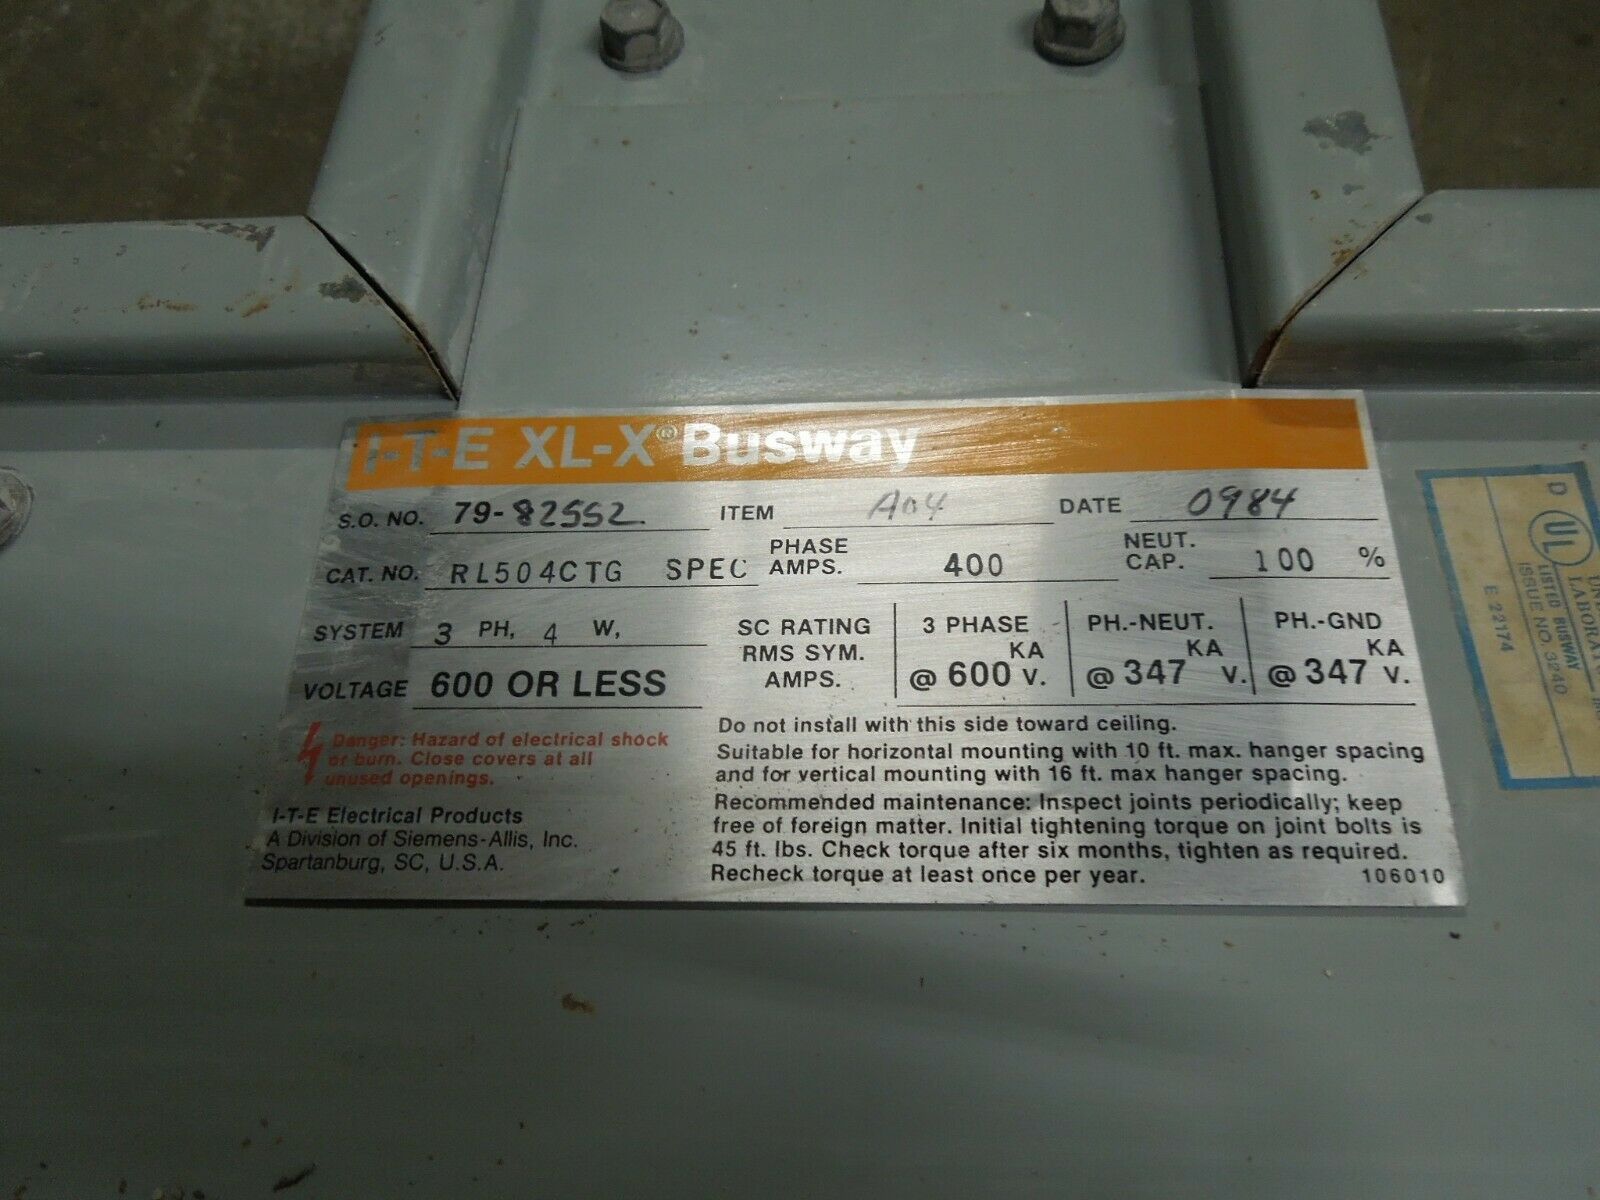 I-T-E XL-X® Busway
S.O. NO. 79-82552 ITEM A04 DATE 0984
CAT. NO. RL504CTG SPEC PHASE AMPS. 400 NEUT. CAP. 100 %
SYSTEM 3 PH, 4 W,
VOLTAGE 600 OR LESS
SC RATING
RMS SYM.
AMPS.
3 PHASE
KA
@ 600 V.
PH.-NEUT.
KA
@ 347 V.
PH.-GND
KA
@ 347 V.
Danger: Hazard of electrical shock
or burn. Close covers at all
unused openings.
I-T-E Electrical Products
A Division of Siemens-Allis, Inc.
Spartanburg, SC, U.S.A.
Do not install with this side toward ceiling.
Suitable for horizontal mounting with 10 ft. max. hanger spacing
and for vertical mounting with 16 ft. max hanger spacing.
Recommended maintenance: Inspect joints periodically; keep
free of foreign matter. Initial tightening torque on joint bolts is
45 ft. lbs. Check torque after six months, tighten as required.
Recheck torque at least once per year.
106010
D
UL
LISTED BUSWAY
ISSUE NO. 3240
E 22174